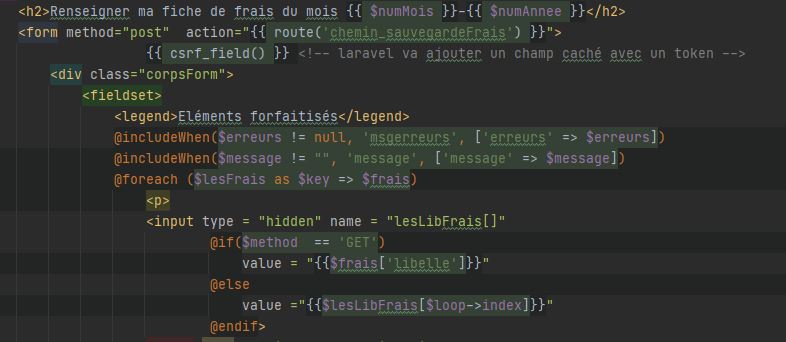 <h2>Renseigner ma fiche de frais du mois {{ $numMois }}-{{ $numAnnee }}</h2>
<form method="post"  action="{{ route('chemin_sauvegardeFrais') }}">
{{ csrf_field() }} <!-- laravel va ajouter un champ caché avec un token -->
<div class="corpsForm">
<fieldset>
<legend>Eléments forfaitisés</legend>
@includeWhen($erreurs != null, 'msgerreurs', ['erreurs' => $erreurs])
@includeWhen($message != "", 'message', ['message' => $message])
@foreach ($lesFrais as $key => $frais)
<p>
<input type = "hidden" name = "lesLibFrais[]"
@if($method  == 'GET')
value = "{{$frais['libelle']}}"
@else
value ="{{$lesLibFrais[$loop->index]}}"
@endif>